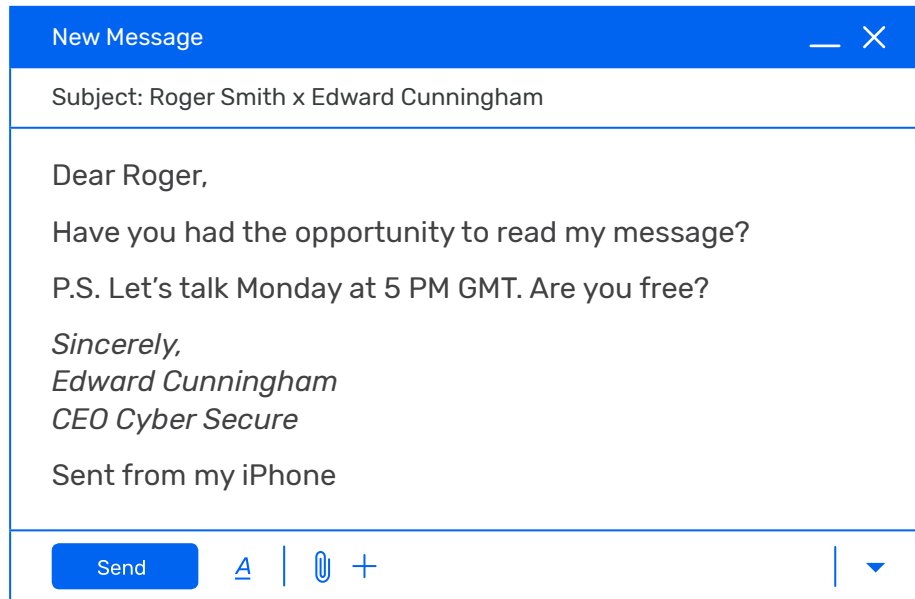 New Message
Subject: Roger Smith x Edward Cunningham
Dear Roger,
Have you had the opportunity to read my message?
P.S. Let’s talk Monday at 5 PM GMT. Are you free?
Sincerely,
Edward Cunningham
CEO Cyber Secure
Sent from my iPhone
Send A